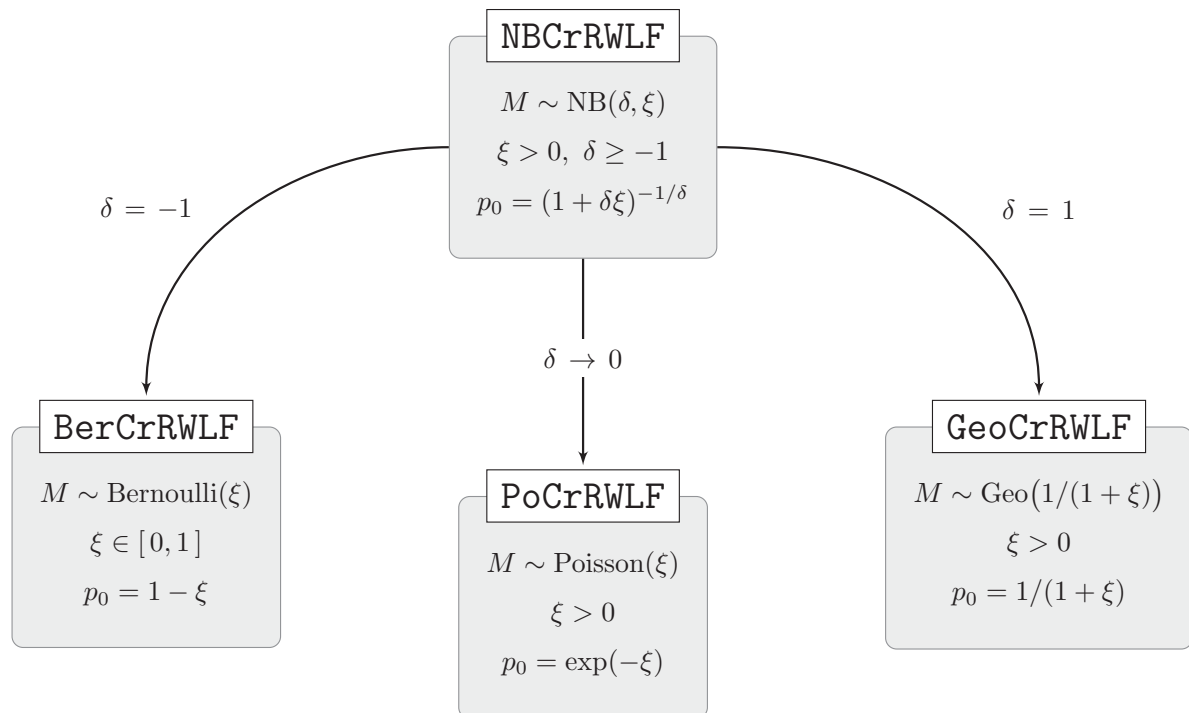 NBCrRWLF
M ∼ NB(δ, ξ)
ξ > 0, δ ≥ −1
p₀ = (1 + δξ)^{−1/δ}
δ = −1
δ → 0
δ = 1
BerCrRWLF
M ∼ Bernoulli(ξ)
ξ ∈ [0, 1]
p₀ = 1 − ξ
PoCrRWLF
M ∼ Poisson(ξ)
ξ > 0
p₀ = exp(−ξ)
GeoCrRWLF
M ∼ Geo(1/(1 + ξ))
ξ > 0
p₀ = 1/(1 + ξ)